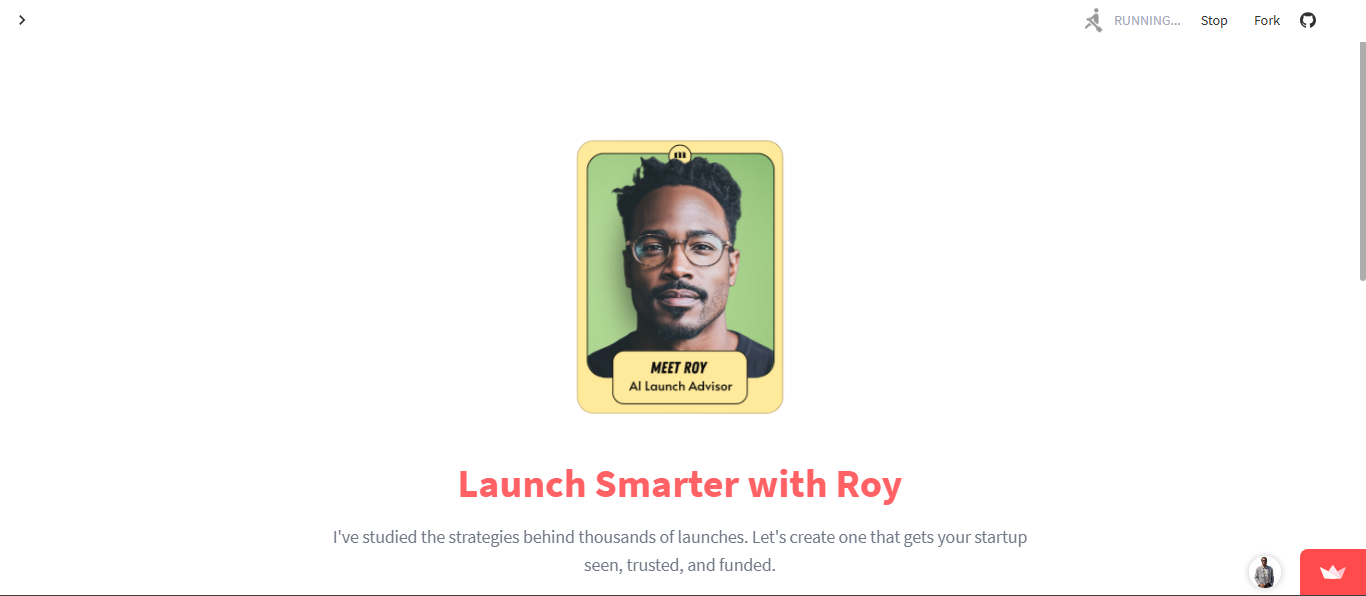 RUNNING... Stop Fork
m
MEET ROY
AI Launch Advisor
Launch Smarter with Roy
I've studied the strategies behind thousands of launches. Let's create one that gets your startup
seen, trusted, and funded.